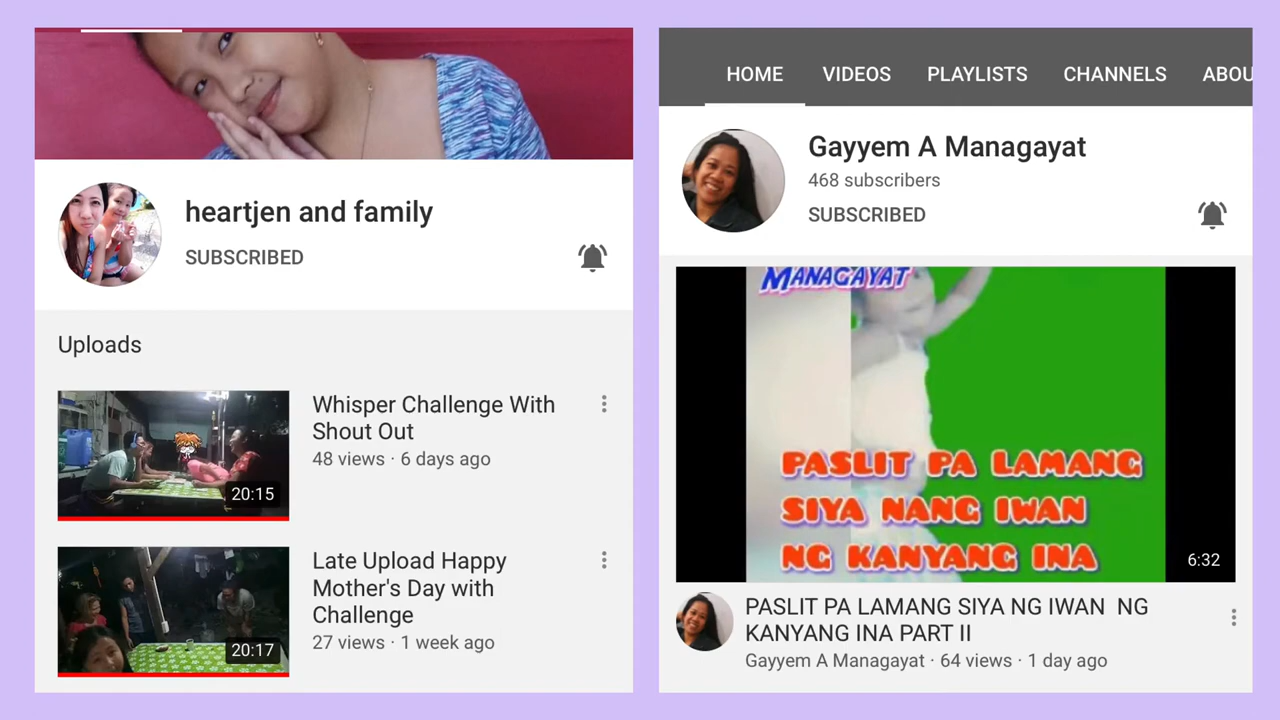 heartjen and family
SUBSCRIBED
Uploads
Whisper Challenge With
Shout Out
48 views · 6 days ago
20:15
Late Upload Happy
Mother's Day with
Challenge
27 views · 1 week ago
20:17
HOME VIDEOS PLAYLISTS CHANNELS ABOU
Gayyem A Managayat
468 subscribers
SUBSCRIBED
MANAGAYAT
PASLIT PA LAMANG
SIYA NANG IWAN
NG KANYANG INA
6:32
PASLIT PA LAMANG SIYA NG IWAN NG
KANYANG INA PART II
Gayyem A Managayat · 64 views · 1 day ago